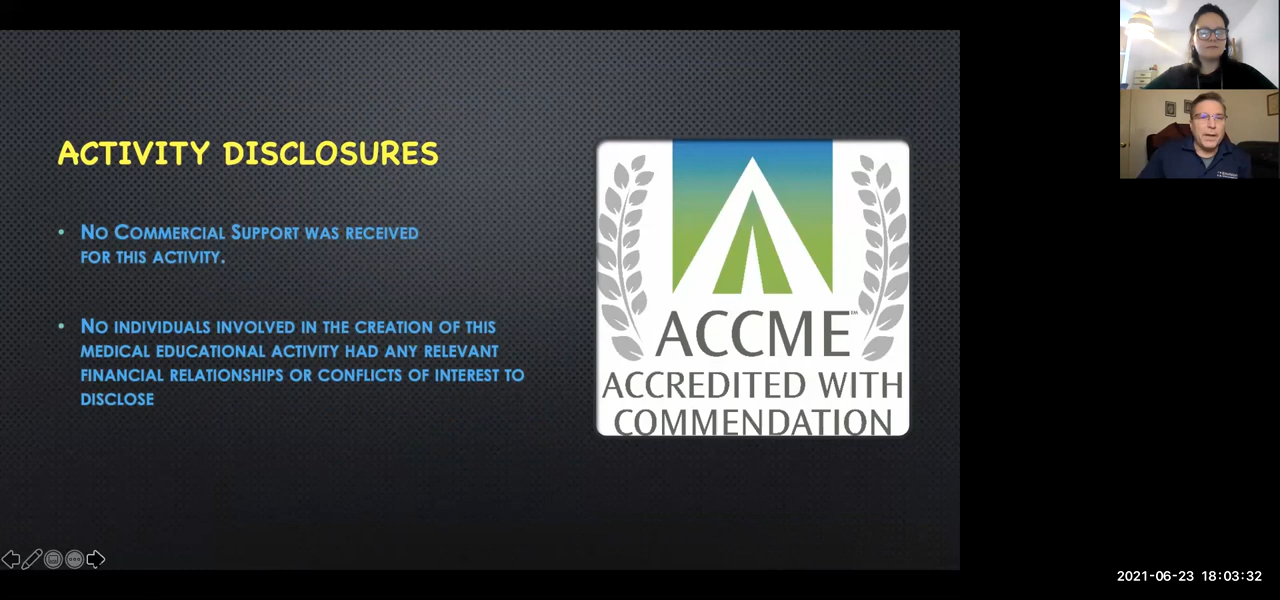 ACTIVITY DISCLOSURES
• No Commercial Support was received
for this activity.
• No individuals involved in the creation of this
medical educational activity had any relevant
financial relationships or conflicts of interest to
disclose
ACCME™
ACCREDITED WITH
COMMENDATION
2021-06-23 18:03:32